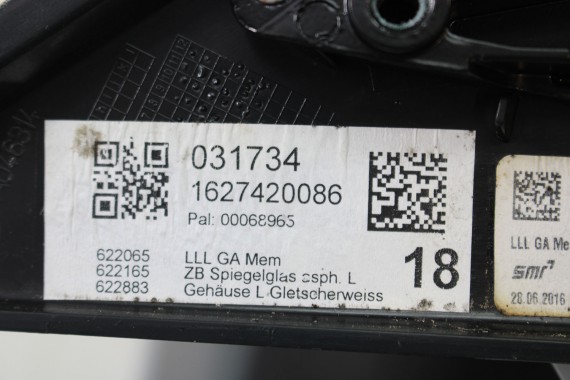 031734
1627420086
Pal: 00068965
622065 LLL GA Mem
622165 ZB Spiegelglas asph. L
622883 Gehäuse L Gletscherweiss
18
LLL GA Me
smr
28.06.2016